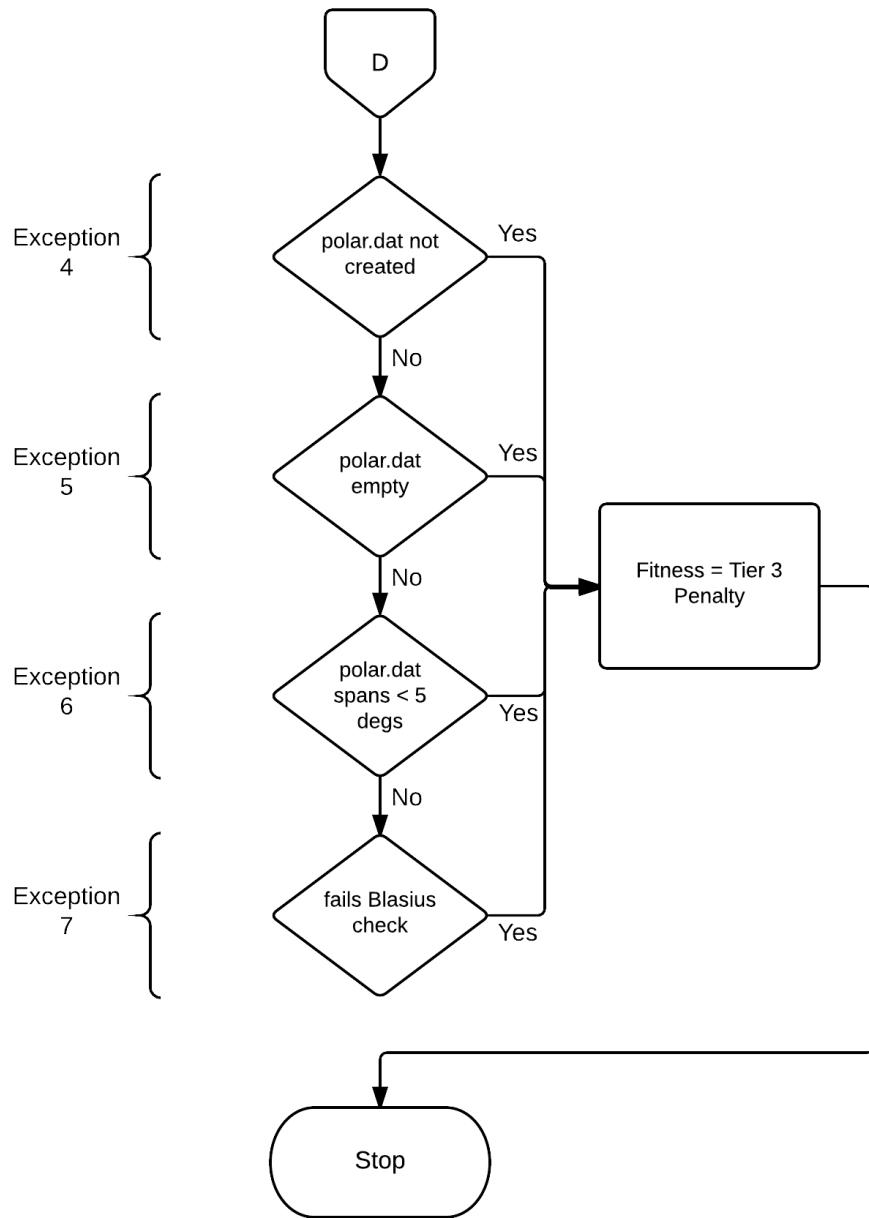 D
Exception
4
polar.dat not
created
Yes
No
Exception
5
polar.dat
empty
Yes
No
Fitness = Tier 3
Penalty
Exception
6
polar.dat
spans < 5
degs
Yes
No
Exception
7
fails Blasius
check
Yes
Stop